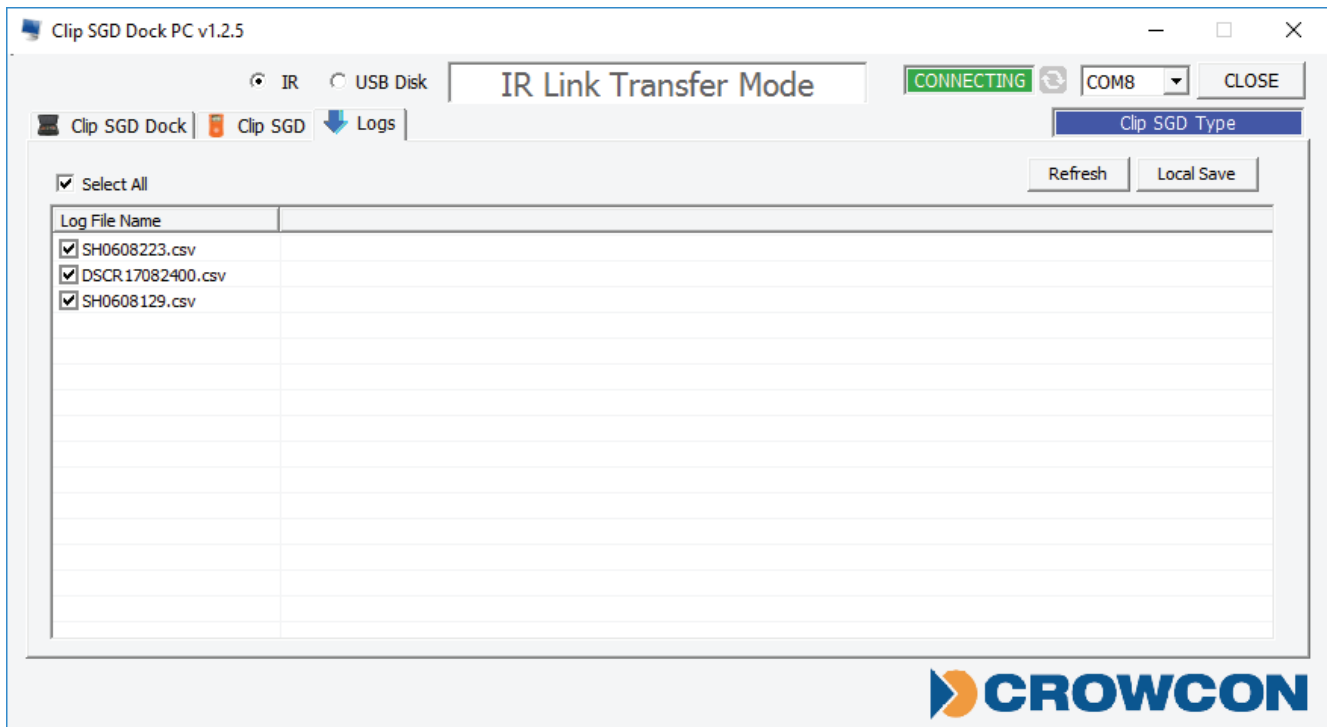 Clip SGD Dock PC v1.2.5
IR USB Disk IR Link Transfer Mode CONNECTING COM8 CLOSE
Clip SGD Dock Clip SGD Logs Clip SGD Type
Select All Refresh Local Save
Log File Name
SH0608223.csv
DSCR17082400.csv
SH0608129.csv
CROWCON